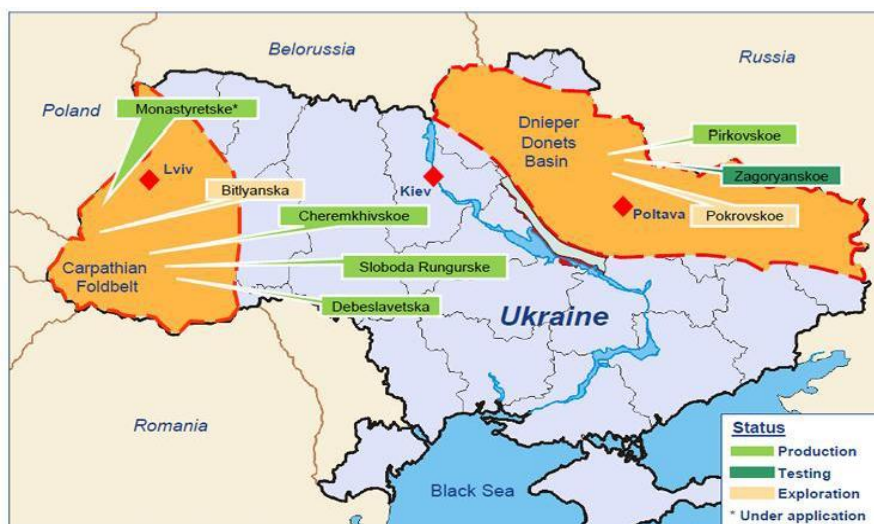 Belorussia
Russia
Poland
Monastyretske*
Dnieper
Donets
Basin
Pirkovskoe
Lviv
Zagoryanskoe
Bitlyanska
Kiev
Poltava
Pokrovskoe
Cheremkhivskoe
Carpathian
Foldbelt
Sloboda Rungurske
Debeslavetska
Ukraine
Romania
Black Sea
Status
Production
Testing
Exploration
* Under application